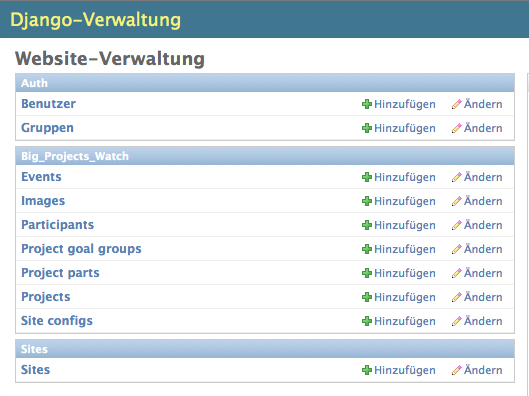 Django-Verwaltung
Website-Verwaltung
Auth
Benutzer Hinzufügen Ändern
Gruppen Hinzufügen Ändern
Big_Projects_Watch
Events Hinzufügen Ändern
Images Hinzufügen Ändern
Participants Hinzufügen Ändern
Project goal groups Hinzufügen Ändern
Project parts Hinzufügen Ändern
Projects Hinzufügen Ändern
Site configs Hinzufügen Ändern
Sites
Sites Hinzufügen Ändern